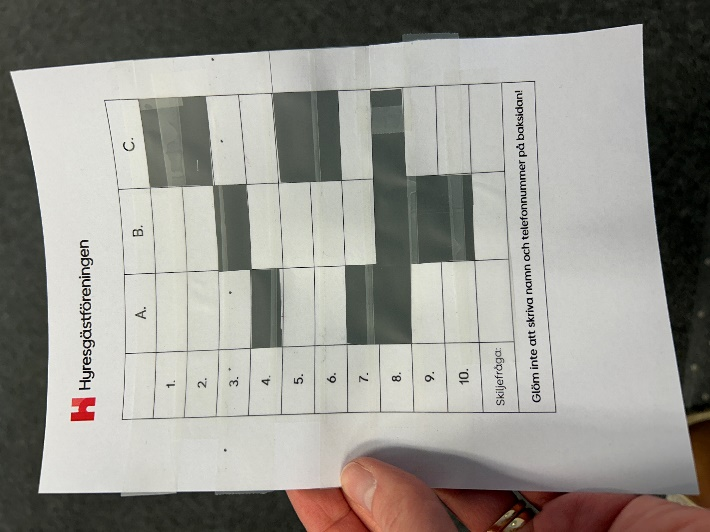 Hyresgästföreningen
A. B. C.
1.
2.
3.
4.
5.
6.
7.
8.
9.
10.
Skiljefråga:
Glöm inte att skriva namn och telefonnummer på baksidan!